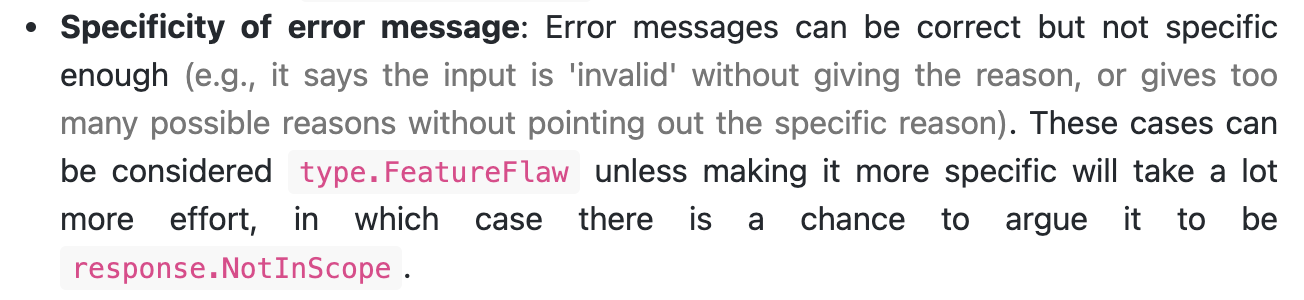 • Specificity of error message: Error messages can be correct but not specific
enough (e.g., it says the input is 'invalid' without giving the reason, or gives too
many possible reasons without pointing out the specific reason). These cases can
be considered type.FeatureFlaw unless making it more specific will take a lot
more effort, in which case there is a chance to argue it to be
response.NotInScope.